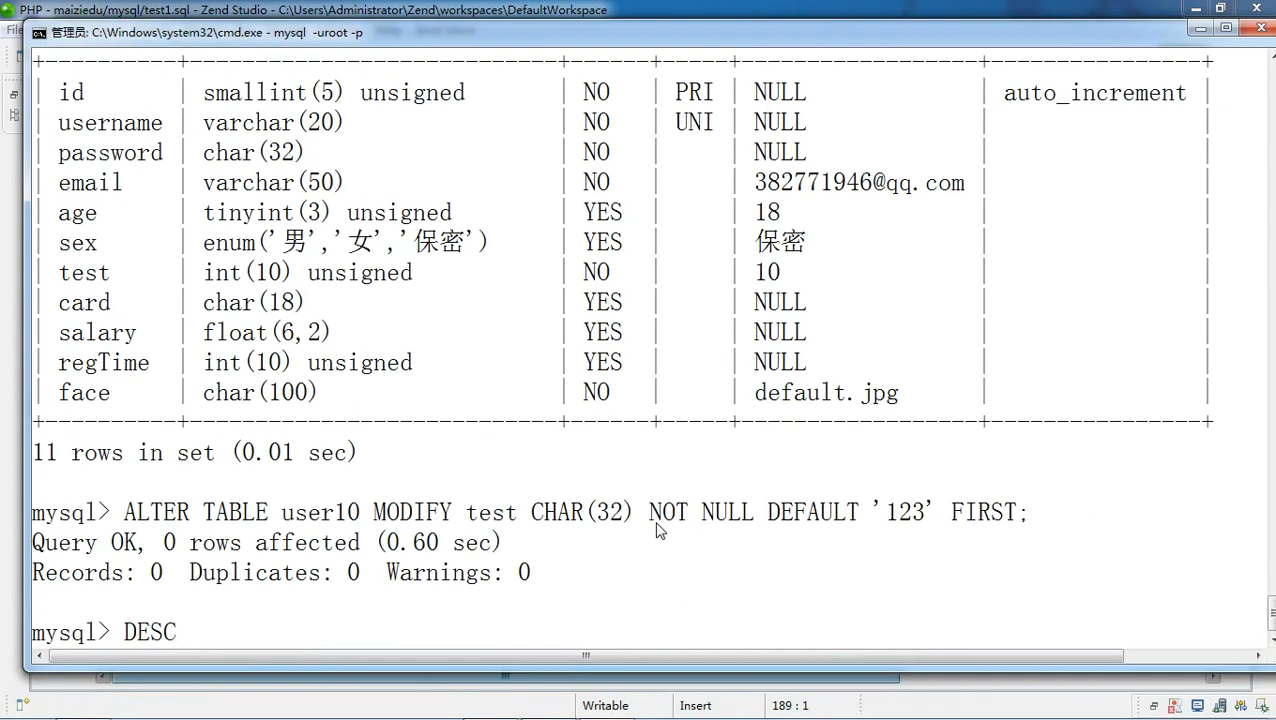 PHP - maiziedu/mysql/test1.sql - Zend Studio - C:\Users\Administrator\Zend\workspaces\DefaultWorkspace
管理员: C:\Windows\system32\cmd.exe - mysql  -uroot -p
+-----------+-----------------------------+------+-----+-------------------+----------------+
| id        | smallint(5) unsigned        | NO   | PRI | NULL              | auto_increment |
| username  | varchar(20)                 | NO   | UNI | NULL              |                |
| password  | char(32)                    | NO   |     | NULL              |                |
| email     | varchar(50)                 | NO   |     | 382771946@qq.com  |                |
| age       | tinyint(3) unsigned         | YES  |     | 18                |                |
| sex       | enum('男','女','保密')      | YES  |     | 保密              |                |
| test      | int(10) unsigned            | NO   |     | 10                |                |
| card      | char(18)                    | YES  |     | NULL              |                |
| salary    | float(6,2)                  | YES  |     | NULL              |                |
| regTime   | int(10) unsigned            | YES  |     | NULL              |                |
| face      | char(100)                   | NO   |     | default.jpg       |                |
+-----------+-----------------------------+------+-----+-------------------+----------------+
11 rows in set (0.01 sec)
mysql> ALTER TABLE user10 MODIFY test CHAR(32) NOT NULL DEFAULT '123' FIRST;
Query OK, 0 rows affected (0.60 sec)
Records: 0  Duplicates: 0  Warnings: 0
mysql> DESC
Writable Insert 189 : 1